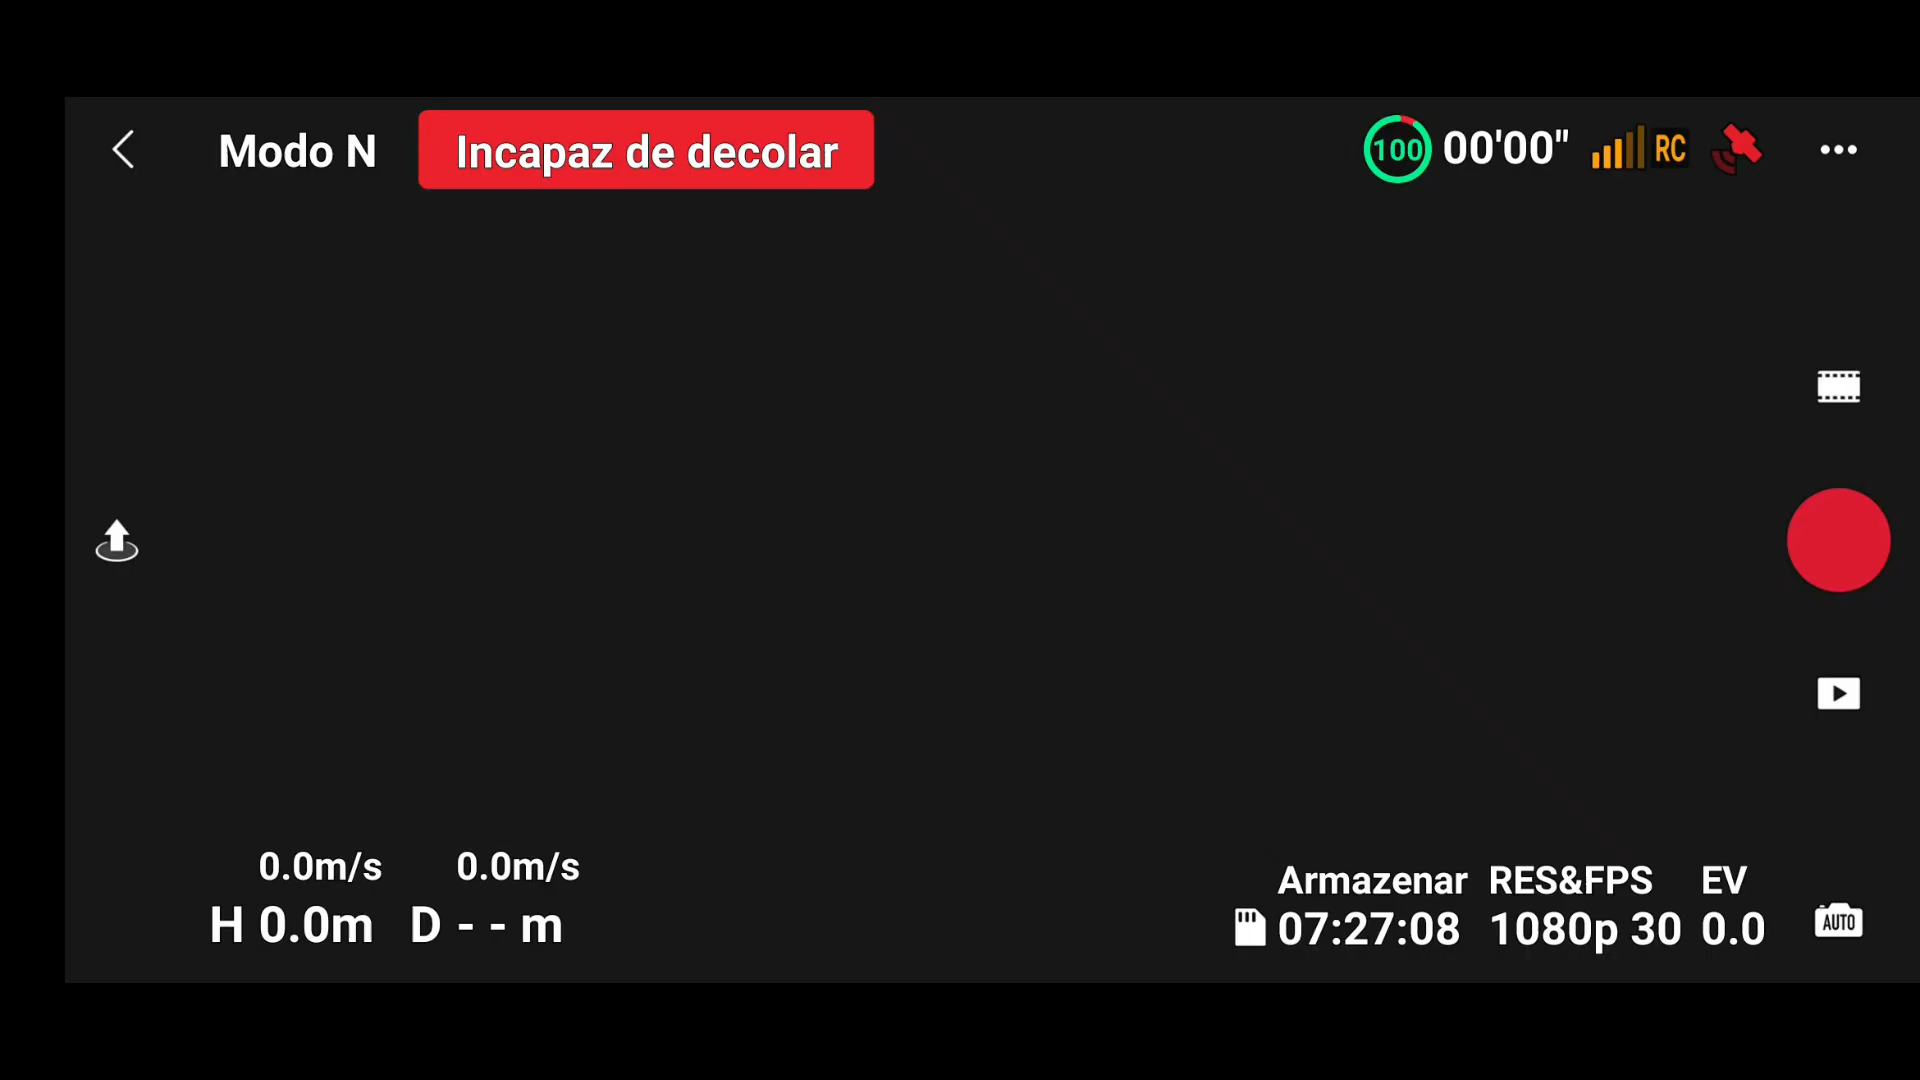 Modo N
Incapaz de decolar
100
00'00"
RC
0.0m/s 0.0m/s
H 0.0m D - - m
Armazenar RES&FPS EV
07:27:08 1080p 30 0.0
AUTO